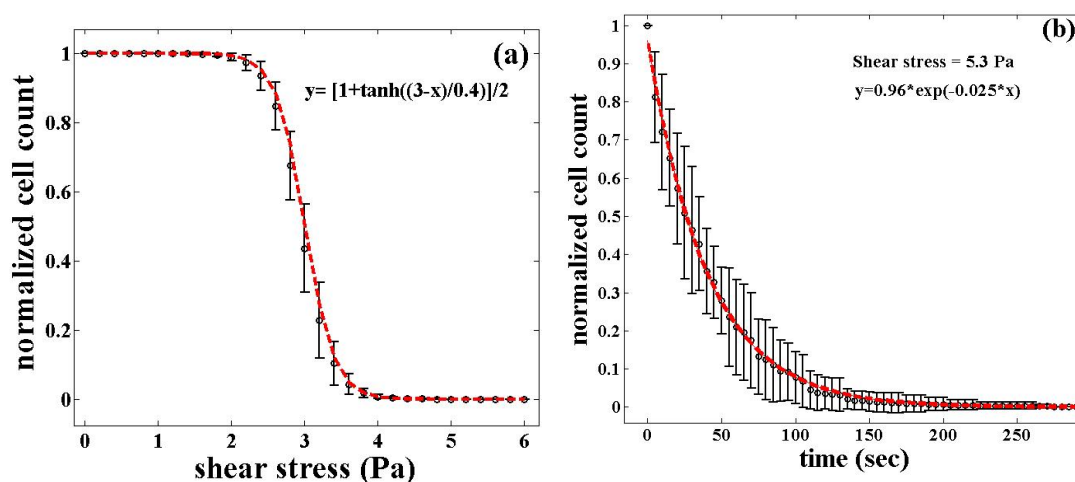 (a)
y= [1+tanh((3-x)/0.4)]/2
normalized cell count
1
0.8
0.6
0.4
0.2
0
0 1 2 3 4 5 6
shear stress (Pa)
(b)
Shear stress = 5.3 Pa
y=0.96*exp(-0.025*x)
normalized cell count
1
0.9
0.8
0.7
0.6
0.5
0.4
0.3
0.2
0.1
0
0 50 100 150 200 250
time (sec)